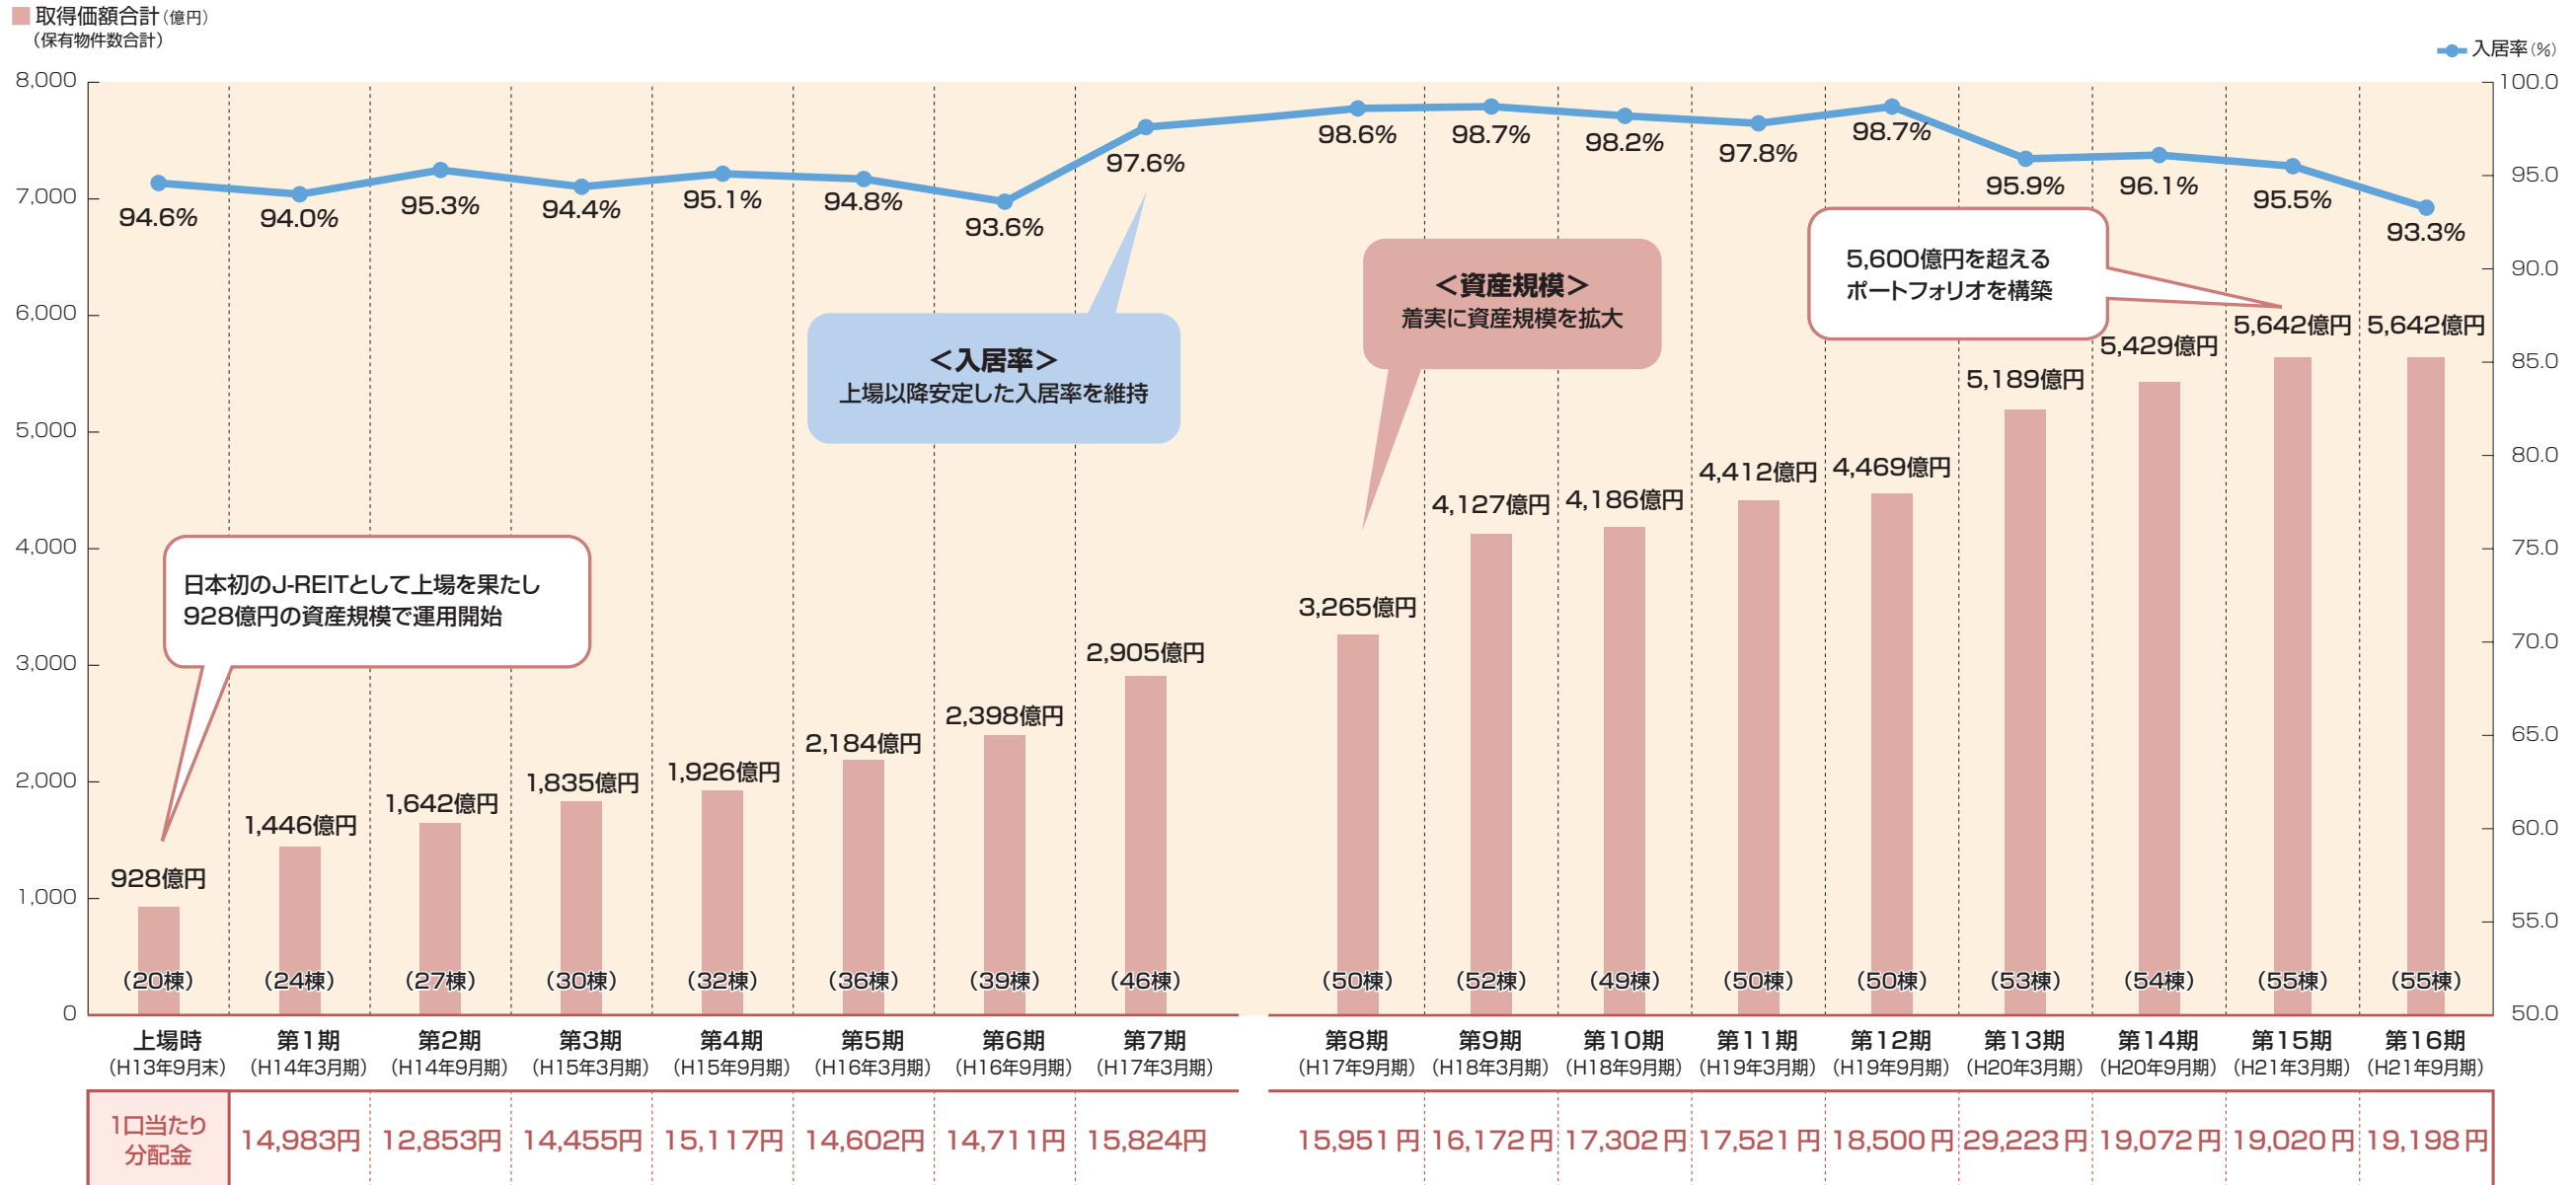 取得価額合計（億円）
（保有物件数合計）
入居率（%）
8,000
7,000
6,000
5,000
4,000
3,000
2,000
1,000
0
100.0
95.0
90.0
85.0
80.0
75.0
70.0
65.0
60.0
55.0
50.0
94.6%
94.0%
95.3%
94.4%
95.1%
94.8%
93.6%
97.6%
98.6%
98.7%
98.2%
97.8%
98.7%
95.9%
96.1%
95.5%
93.3%
＜入居率＞
上場以降安定した入居率を維持
＜資産規模＞
着実に資産規模を拡大
5,600億円を超える
ポートフォリオを構築
日本初のJ-REITとして上場を果たし
928億円の資産規模で運用開始
928億円
1,446億円
1,642億円
1,835億円
1,926億円
2,184億円
2,398億円
2,905億円
3,265億円
4,127億円
4,186億円
4,412億円
4,469億円
5,189億円
5,429億円
5,642億円
5,642億円
（20棟）
（24棟）
（27棟）
（30棟）
（32棟）
（36棟）
（39棟）
（46棟）
（50棟）
（52棟）
（49棟）
（50棟）
（50棟）
（53棟）
（54棟）
（55棟）
（55棟）
上場時
（H13年9月末）
第1期
（H14年3月期）
第2期
（H14年9月期）
第3期
（H15年3月期）
第4期
（H15年9月期）
第5期
（H16年3月期）
第6期
（H16年9月期）
第7期
（H17年3月期）
第8期
（H17年9月期）
第9期
（H18年3月期）
第10期
（H18年9月期）
第11期
（H19年3月期）
第12期
（H19年9月期）
第13期
（H20年3月期）
第14期
（H20年9月期）
第15期
（H21年3月期）
第16期
（H21年9月期）
1口当たり
分配金
14,983円
12,853円
14,455円
15,117円
14,602円
14,711円
15,824円
15,951円
16,172円
17,302円
17,521円
18,500円
29,223円
19,072円
19,020円
19,198円